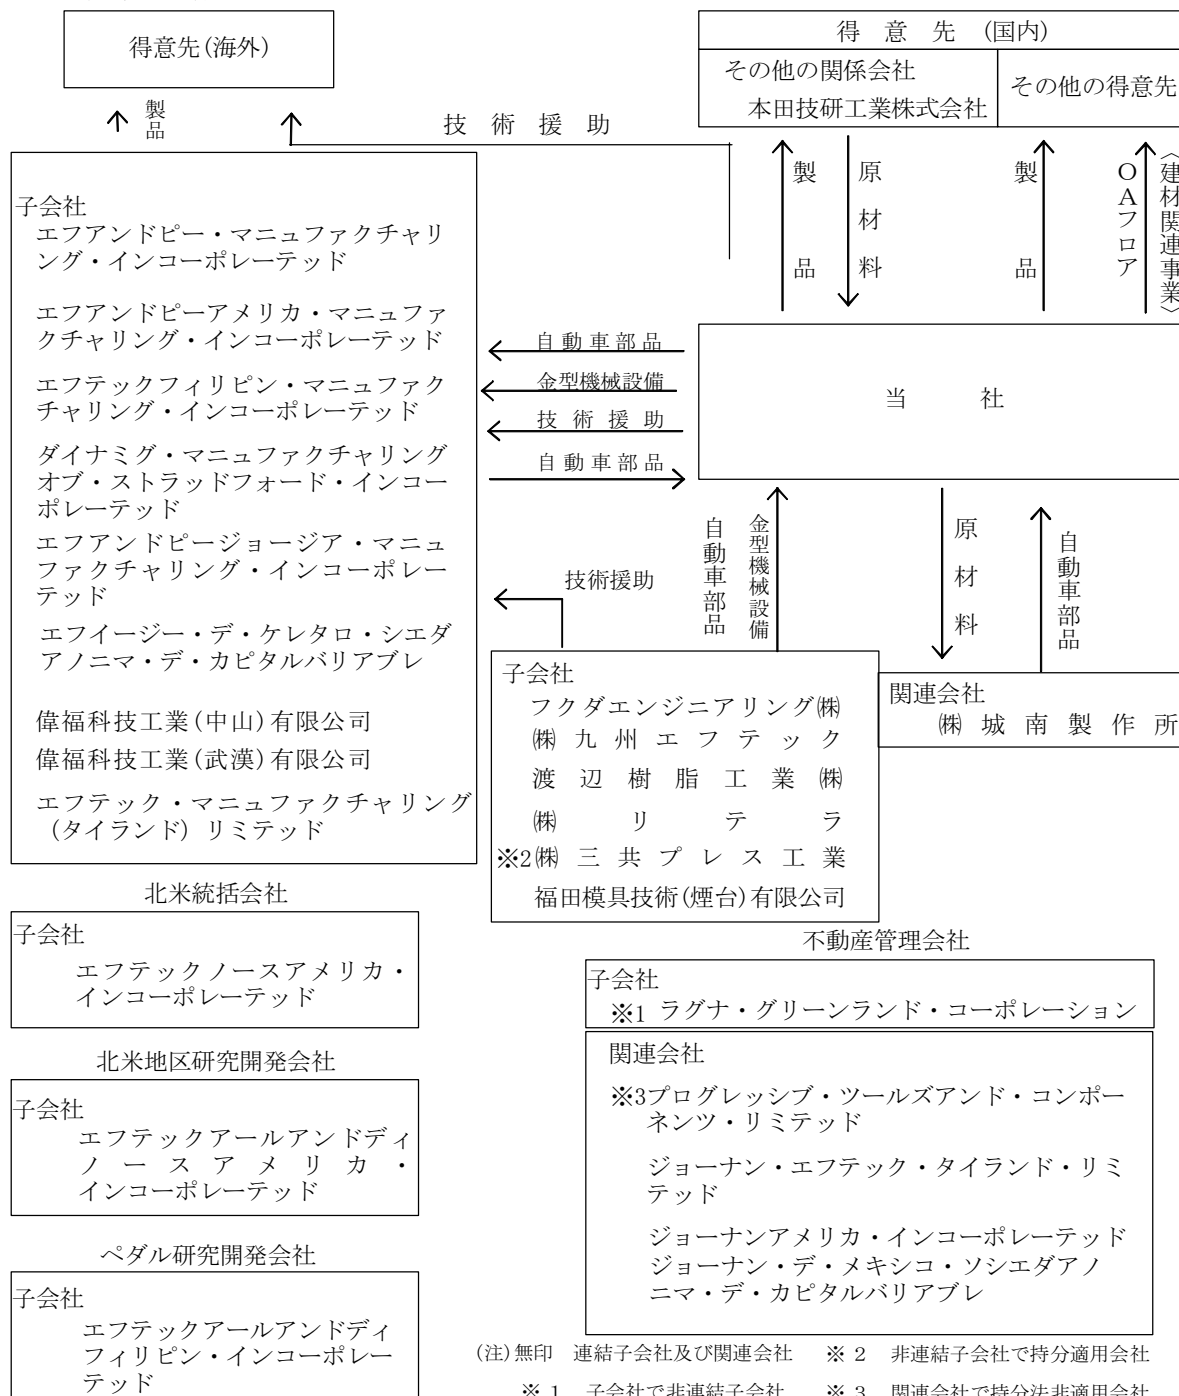 得意先(海外)
得意先 (国内)
その他の関係会社
本田技研工業株式会社
その他の得意先
製品
技術援助
製品
原材料
製品
OAフロア
〈建材関連事業〉
子会社
エフアンドピー・マニュファクチャリ
ング・インコーポレーテッド
エフアンドピーアメリカ・マニュファ
クチャリング・インコーポレーテッド
エフテックフィリピン・マニュファク
チャリング・インコーポレーテッド
ダイナミグ・マニュファクチャリング
オブ・ストラッドフォード・インコー
ポレーテッド
エフアンドピージョージア・マニュ
ファクチャリング・インコーポレー
テッド
エフイージー・デ・ケレタロ・シエダ
アノニマ・デ・カピタルバリアブレ
偉福科技工業(中山)有限公司
偉福科技工業(武漢)有限公司
エフテック・マニュファクチャリング
(タイランド) リミテッド
自動車部品
金型機械設備
技術援助
自動車部品
当社
技術援助
自動車部品
金型機械設備
原材料
自動車部品
子会社
フクダエンジニアリング㈱
㈱九州エフテック
渡辺樹脂工業㈱
㈱リテラ
※2㈱三共プレス工業
福田模具技術(煙台)有限公司
関連会社
㈱城南製作所
北米統括会社
子会社
エフテックノースアメリカ・
インコーポレーテッド
北米地区研究開発会社
子会社
エフテックアールアンドディ
ノースアメリカ・
インコーポレーテッド
ペダル研究開発会社
子会社
エフテックアールアンドディ
フィリピン・インコーポレー
テッド
不動産管理会社
子会社
※1 ラグナ・グリーンランド・コーポレーション
関連会社
※3プログレッシブ・ツールズアンド・コンポー
ネンツ・リミテッド
ジョーナン・エフテック・タイランド・リミ
テッド
ジョーナンアメリカ・インコーポレーテッド
ジョーナン・デ・メキシコ・ソシエダアノ
ニマ・デ・カピタルバリアブレ
(注)無印 連結子会社及び関連会社 ※2 非連結子会社で持分適用会社
※1 子会社で非連結子会社 ※3 関連会社で持分法非適用会社